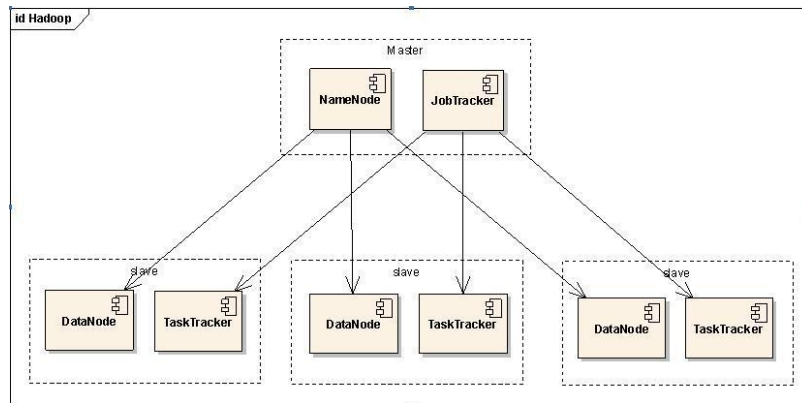 id Hadoop
Master
NameNode
JobTracker
slave
DataNode
TaskTracker
slave
DataNode
TaskTracker
slave
DataNode
TaskTracker